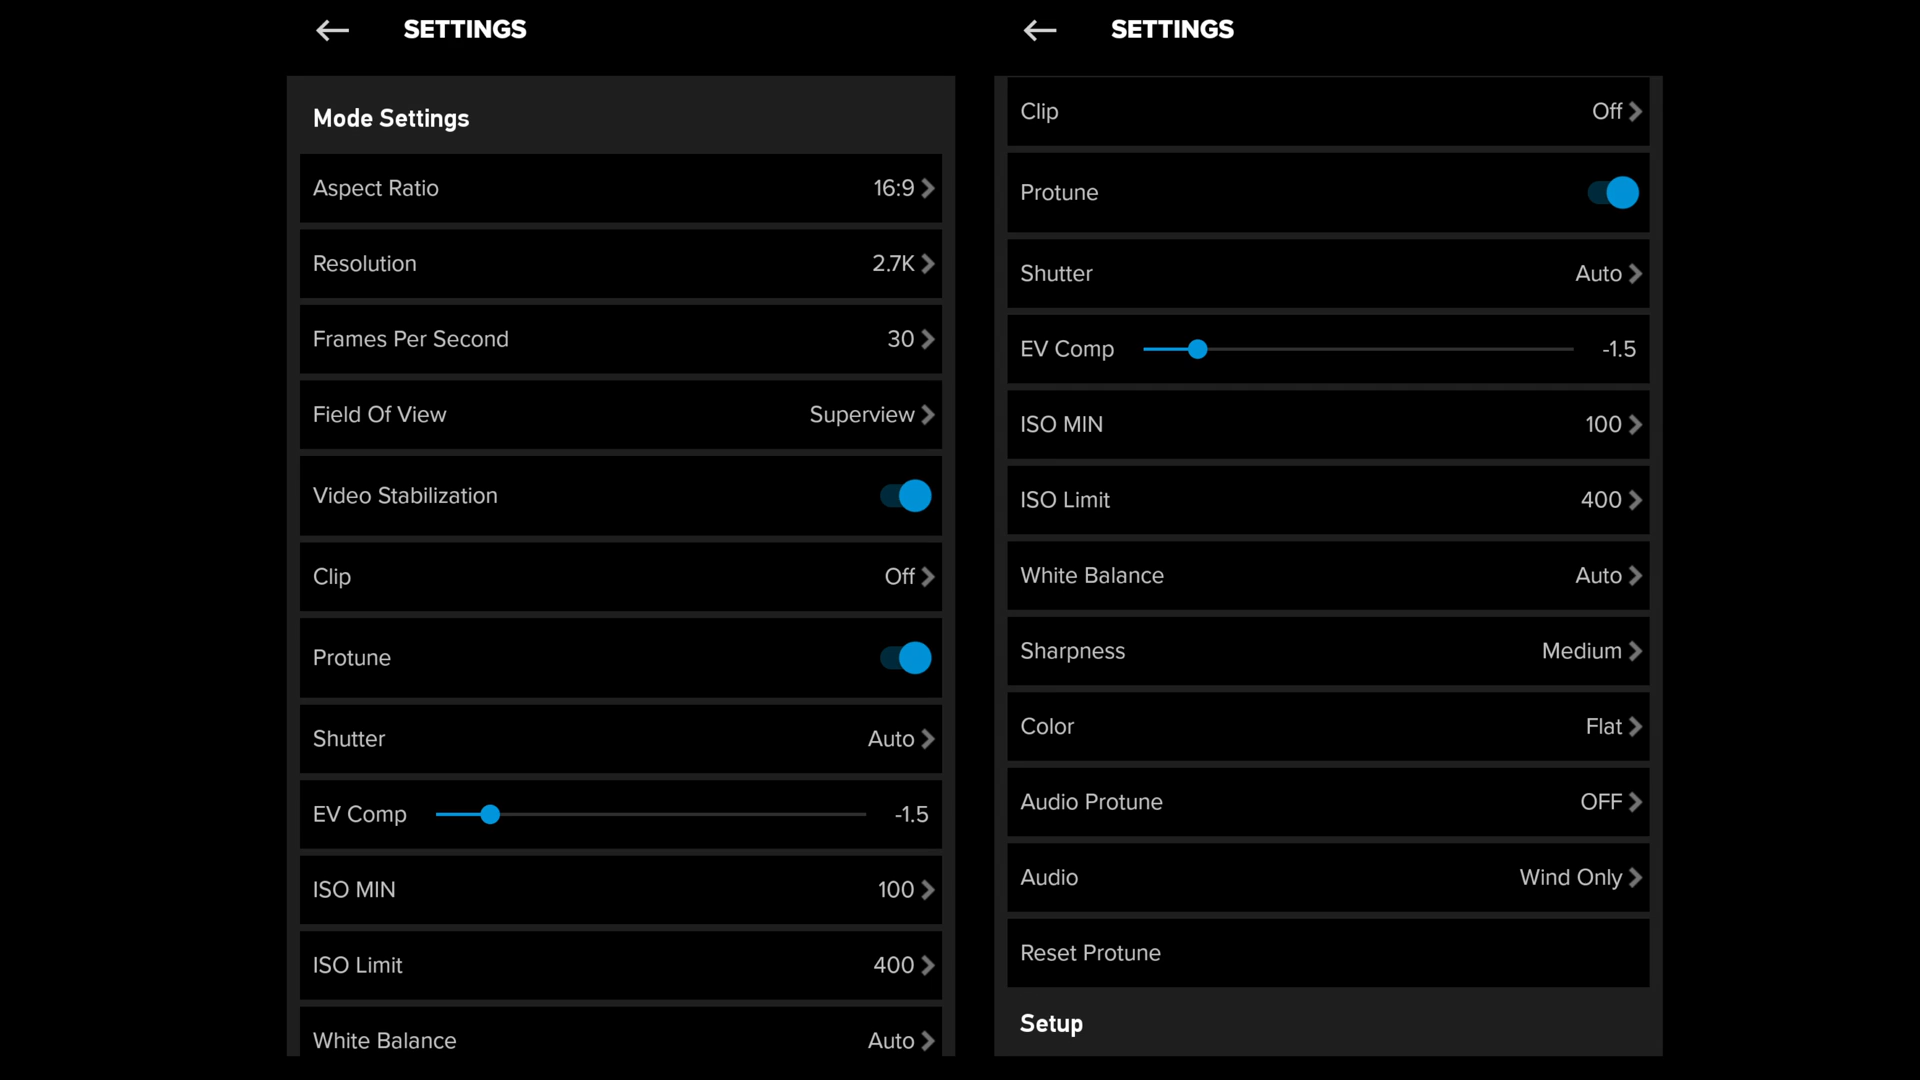 SETTINGS
Mode Settings
Aspect Ratio 16:9
Resolution 2.7K
Frames Per Second 30
Field Of View Superview
Video Stabilization
Clip Off
Protune
Shutter Auto
EV Comp -1.5
ISO MIN 100
ISO Limit 400
White Balance Auto
SETTINGS
Clip Off
Protune
Shutter Auto
EV Comp -1.5
ISO MIN 100
ISO Limit 400
White Balance Auto
Sharpness Medium
Color Flat
Audio Protune OFF
Audio Wind Only
Reset Protune
Setup